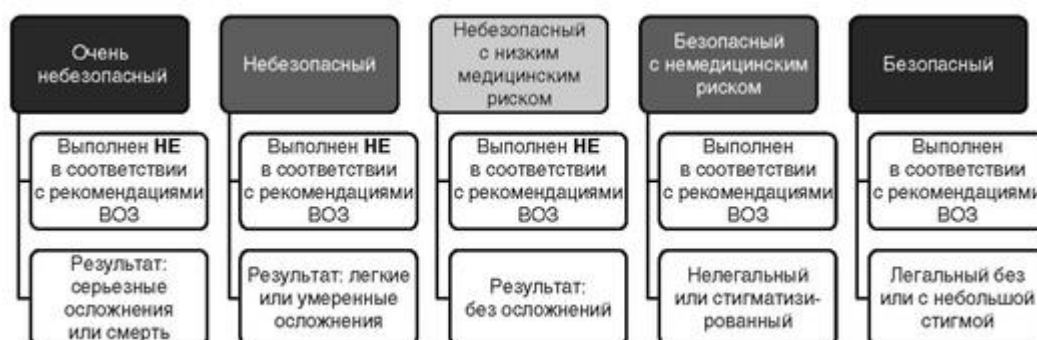 Очень
небезопасный
Небезопасный
Небезопасный
с низким
медицинским
риском
Безопасный
с немедицинским
риском
Безопасный
Выполнен НЕ
в соответствии
с рекомендациями
ВОЗ
Выполнен НЕ
в соответствии
с рекомендациями
ВОЗ
Выполнен НЕ
в соответствии
с рекомендациями
ВОЗ
Выполнен
в соответствии
с рекомендациями
ВОЗ
Выполнен
в соответствии
с рекомендациями
ВОЗ
Результат:
серьезные
осложнения
или смерть
Результат: легкие
или умеренные
осложнения
Результат:
без осложнений
Нелегальный
или стигматизи-
рованный
Легальный без
или с небольшой
стигмой